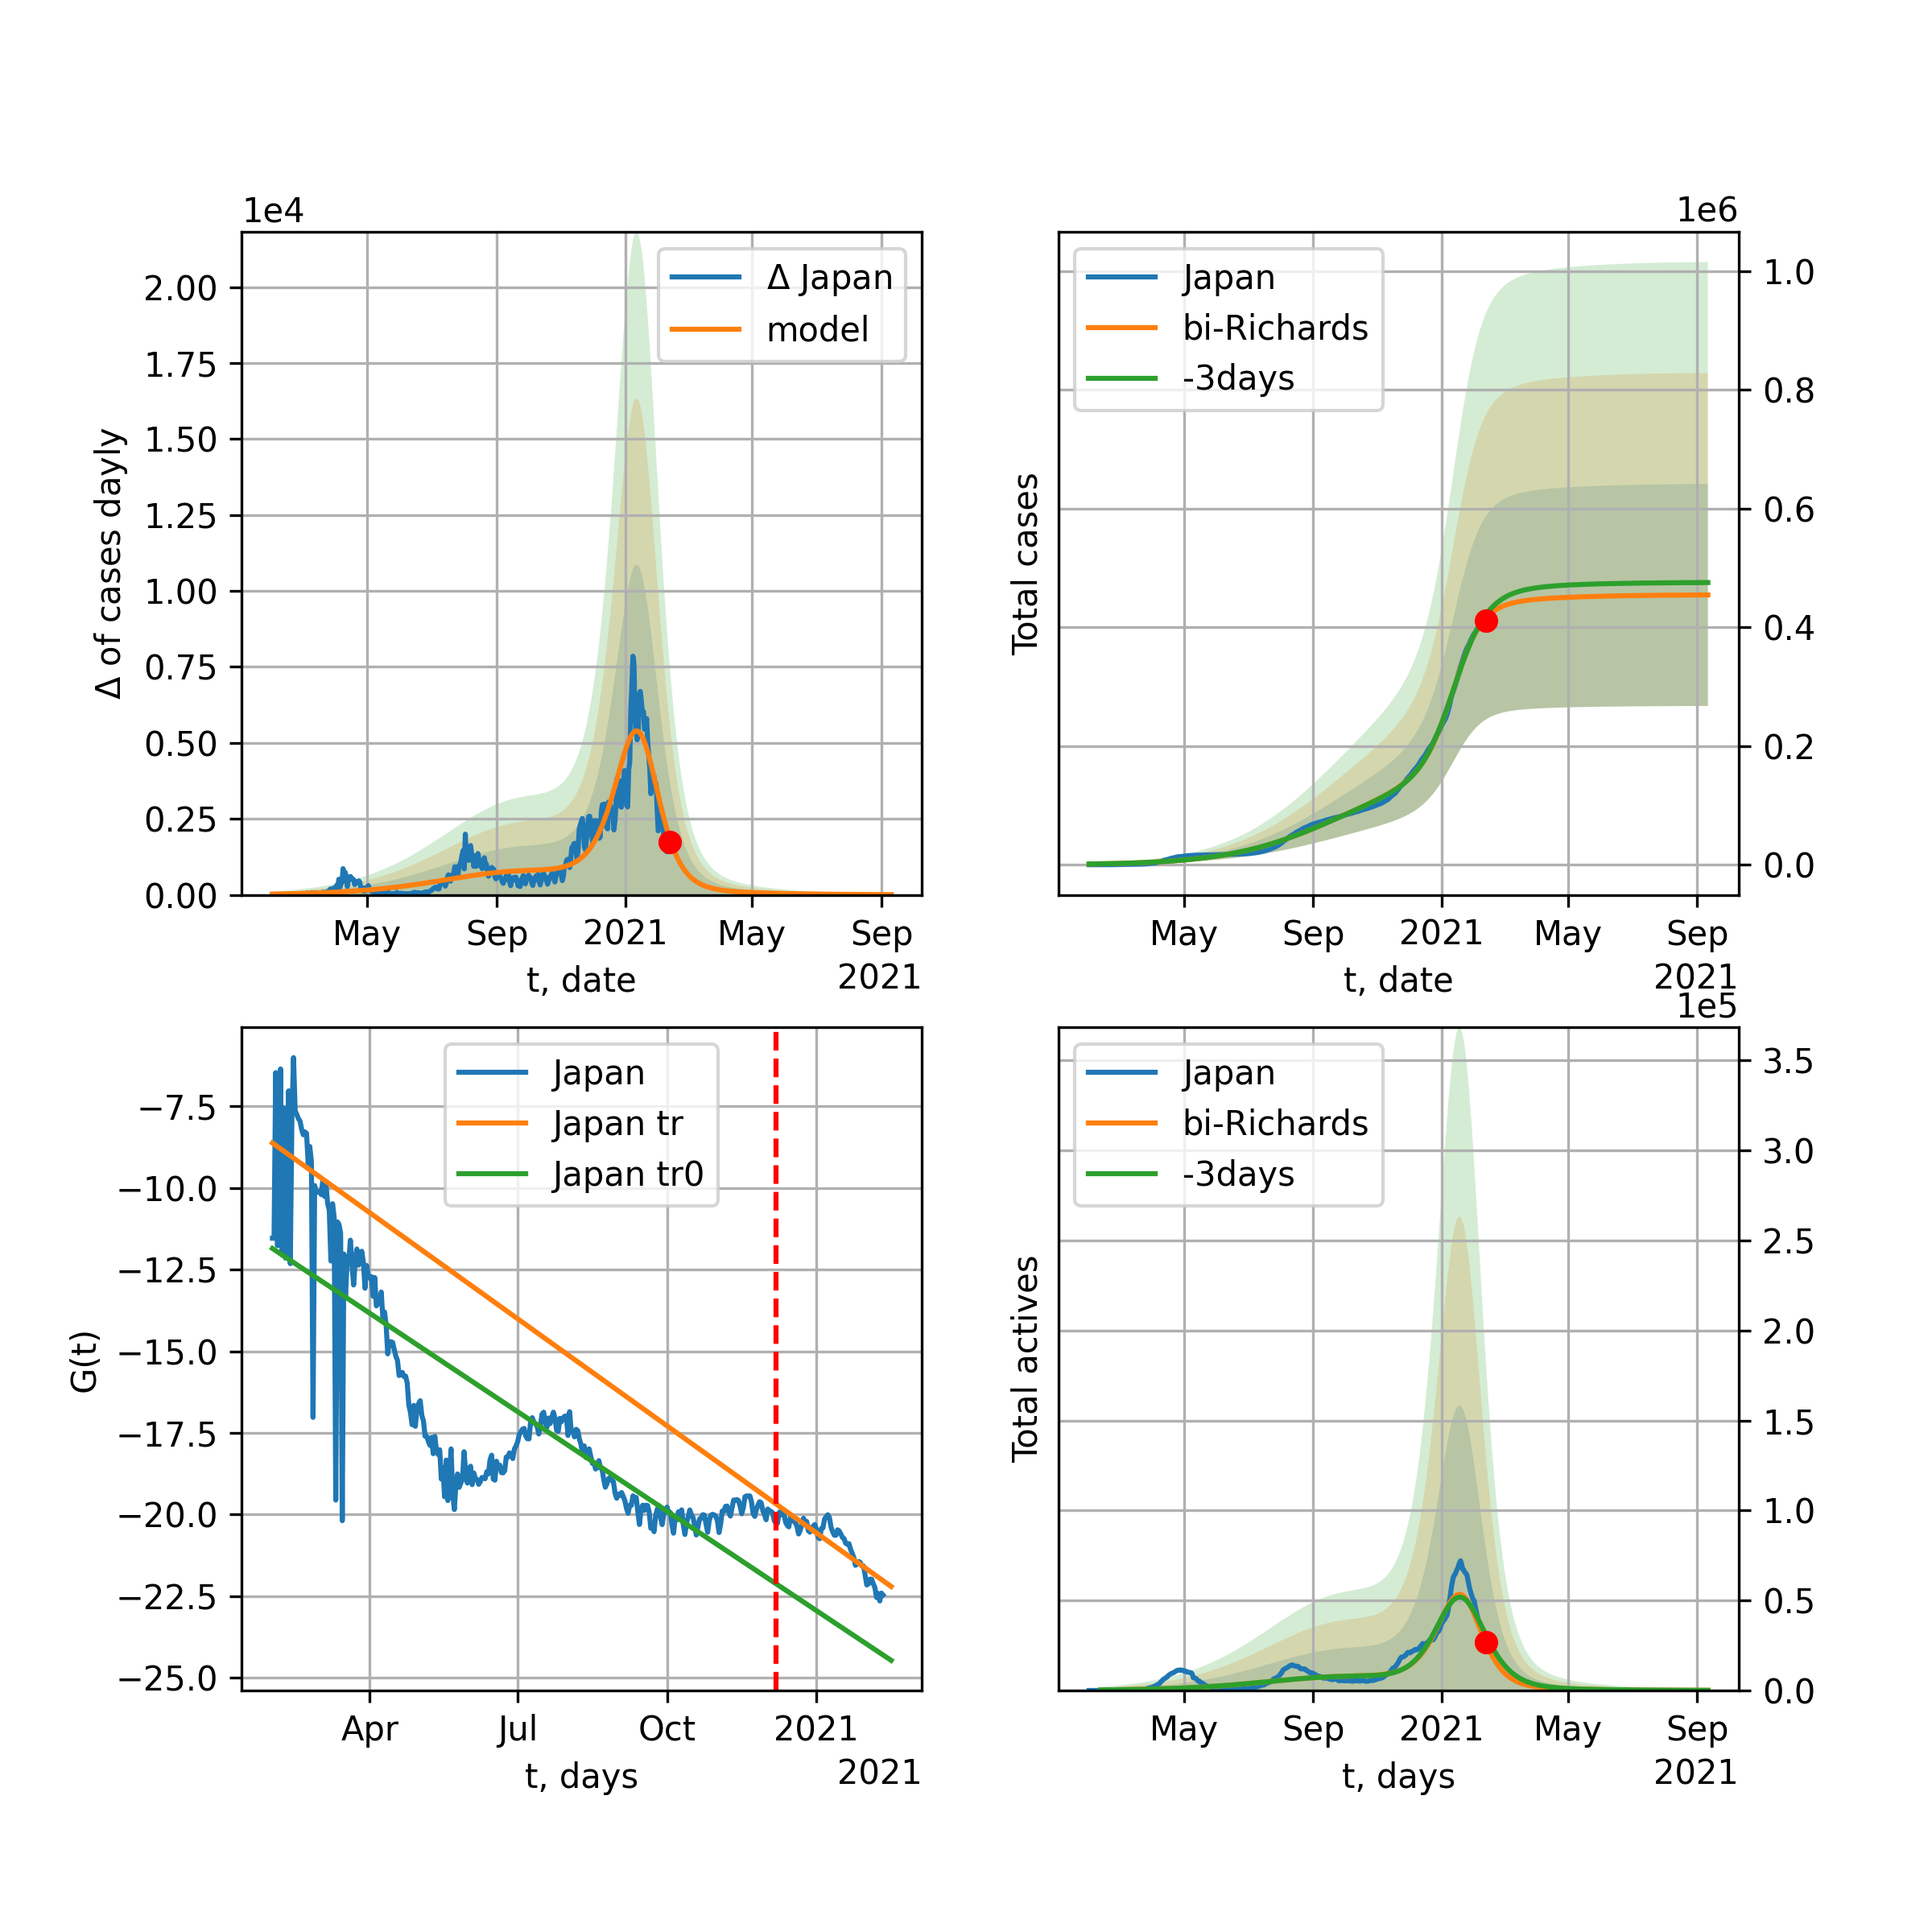 1e4
2.00
1.75
1.50
1.25
1.00
0.75
0.50
0.25
0.00
Δ of cases dayly
Δ Japan
model
May Sep 2021 May Sep
t, date
2021
1e6
Total cases
Japan
bi-Richards
-3days
1.0
0.8
0.6
0.4
0.2
0.0
May Sep 2021 May Sep
t, date
2021
G(t)
−7.5
−10.0
−12.5
−15.0
−17.5
−20.0
−22.5
−25.0
Japan
Japan tr
Japan tr0
Apr Jul Oct 2021
t, days
2021
1e5
Total actives
Japan
bi-Richards
-3days
3.5
3.0
2.5
2.0
1.5
1.0
0.5
0.0
May Sep 2021 May Sep
t, days
2021